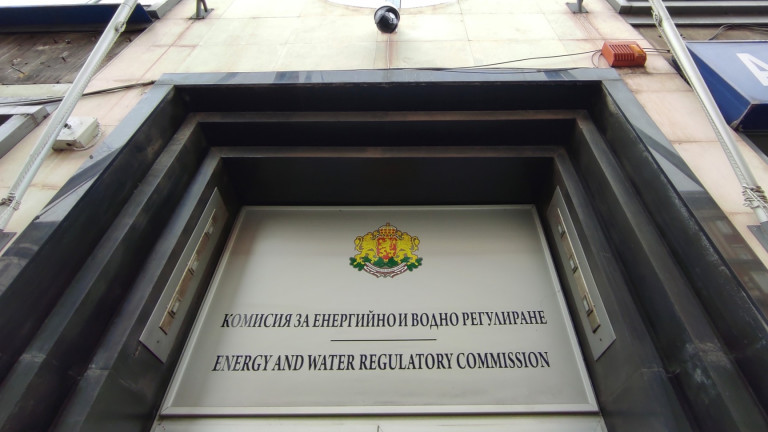 КОМИСИЯ ЗА ЕНЕРГИЙНО И ВОДНО РЕГУЛИРАНЕ
ENERGY AND WATER REGULATORY COMMISSION
А